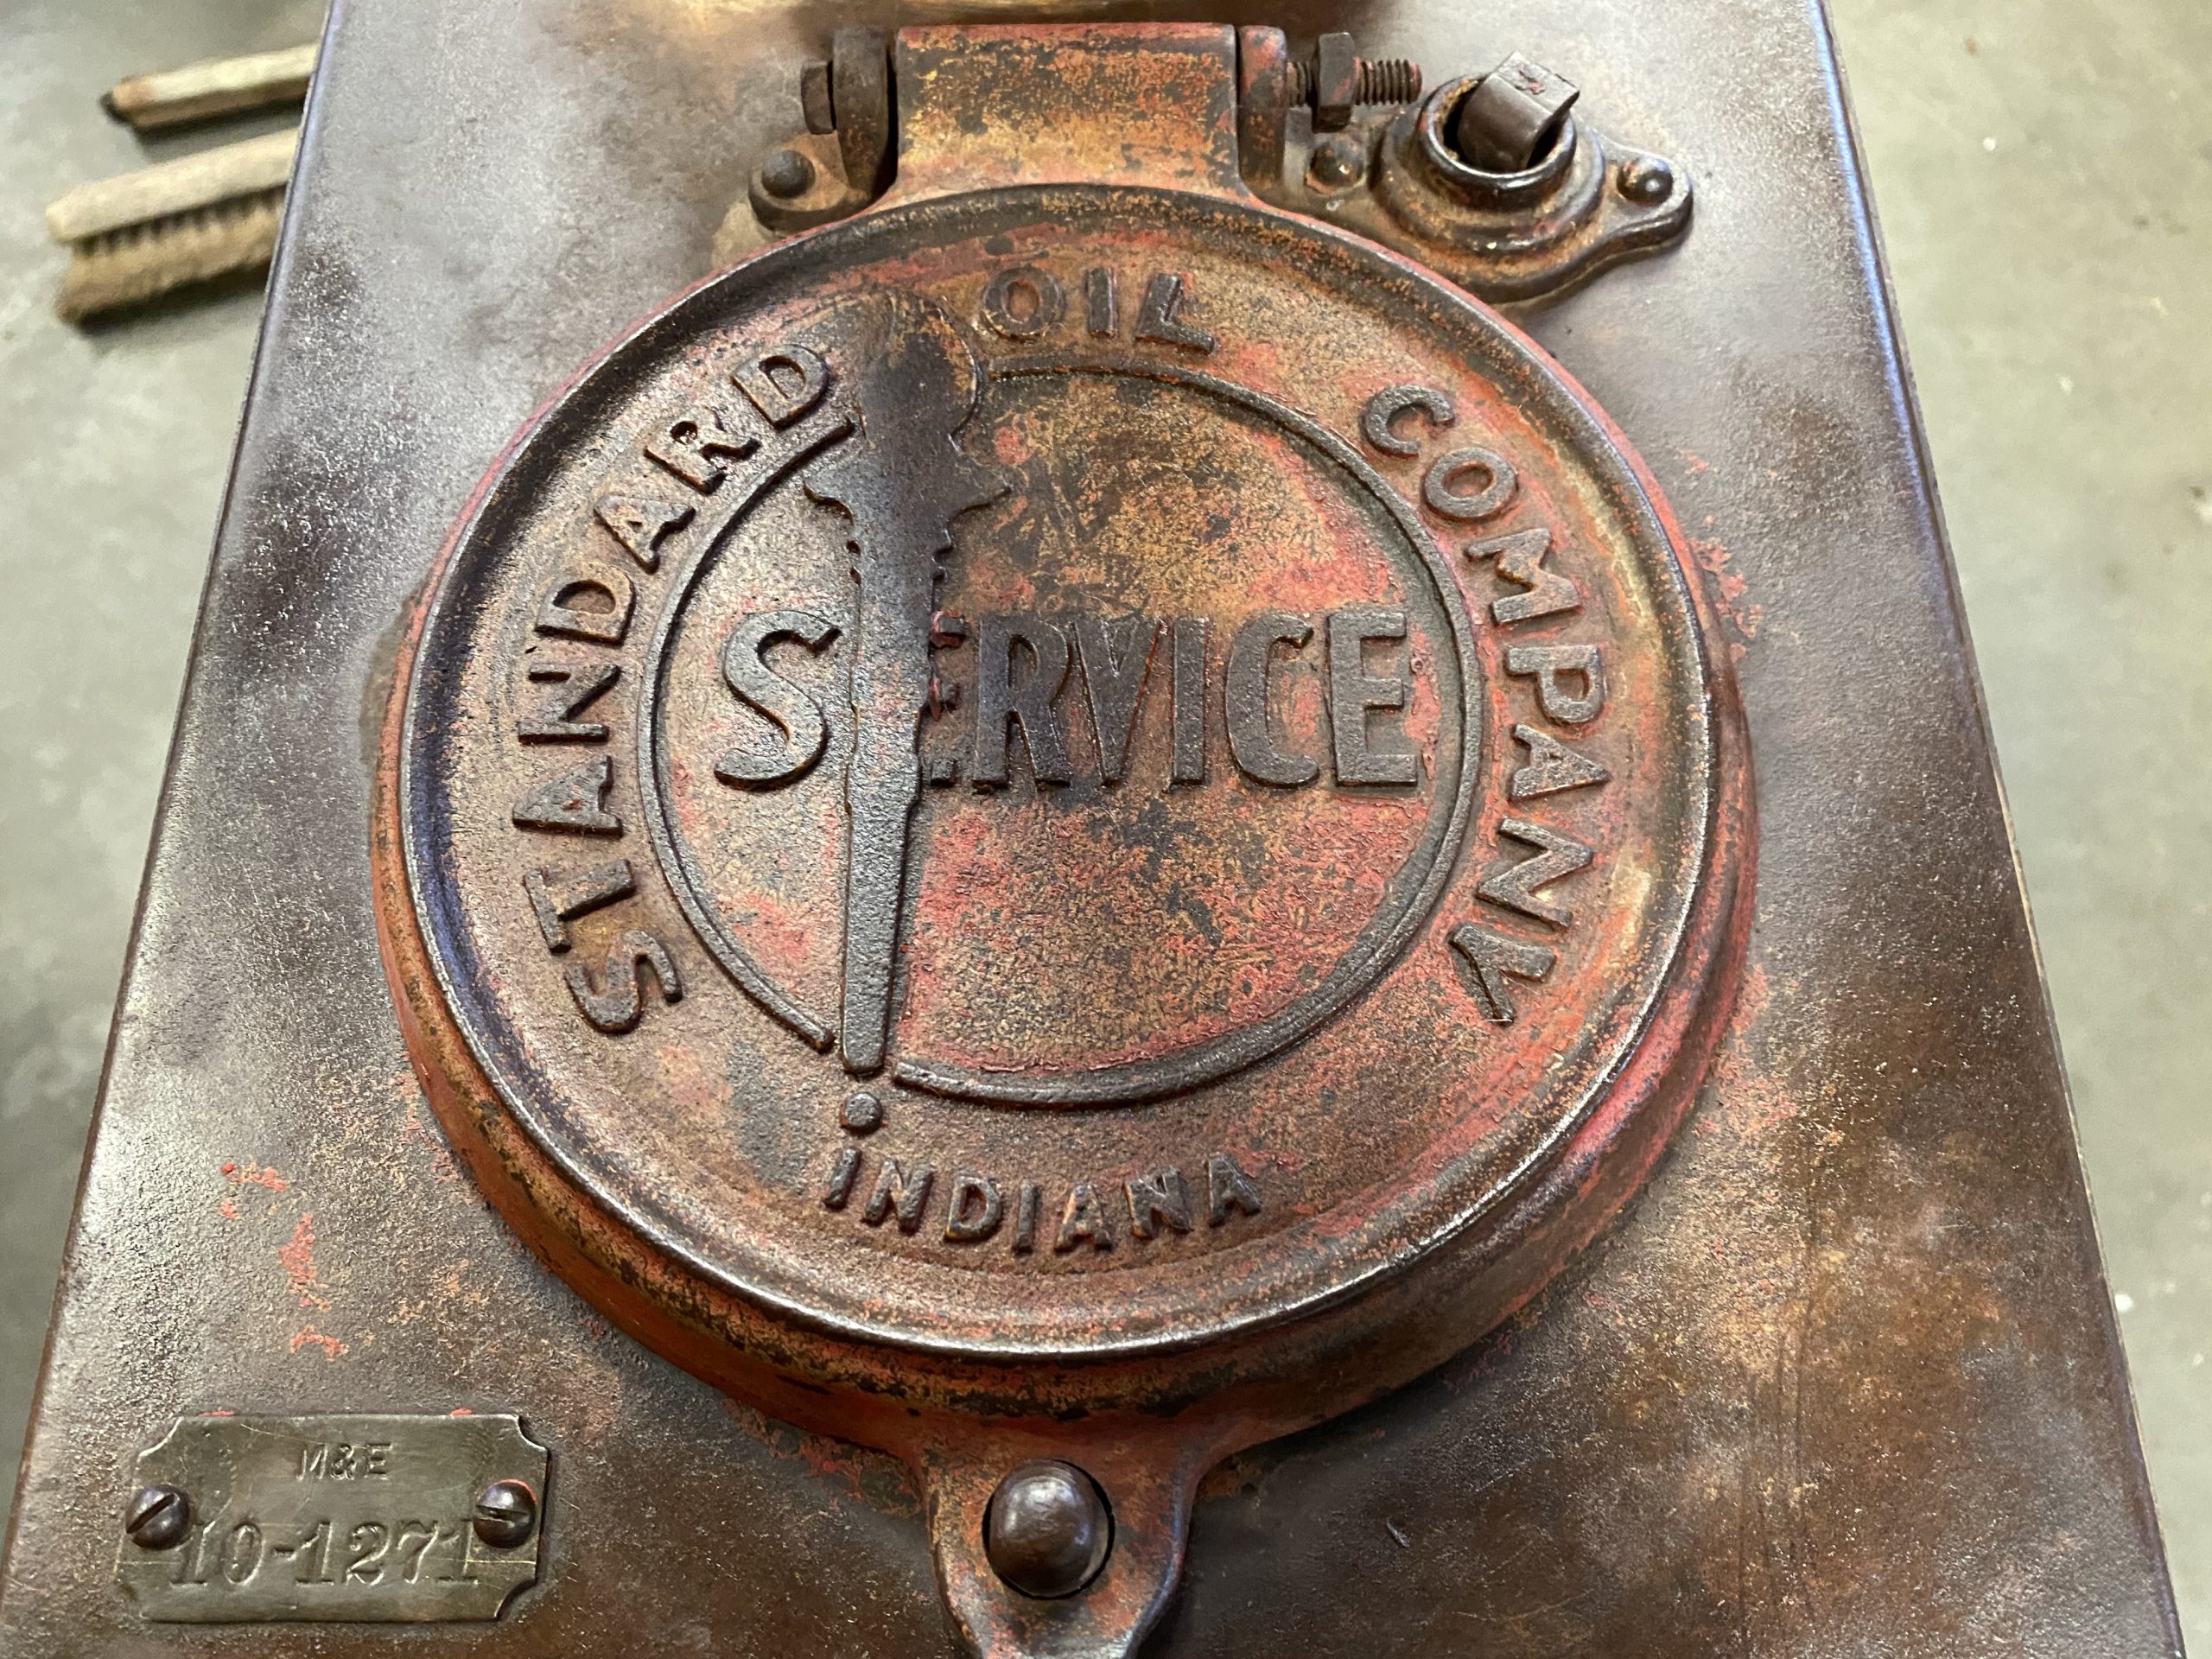 STANDARD OIL COMPANY
SERVICE
INDIANA
M&E
10-1271